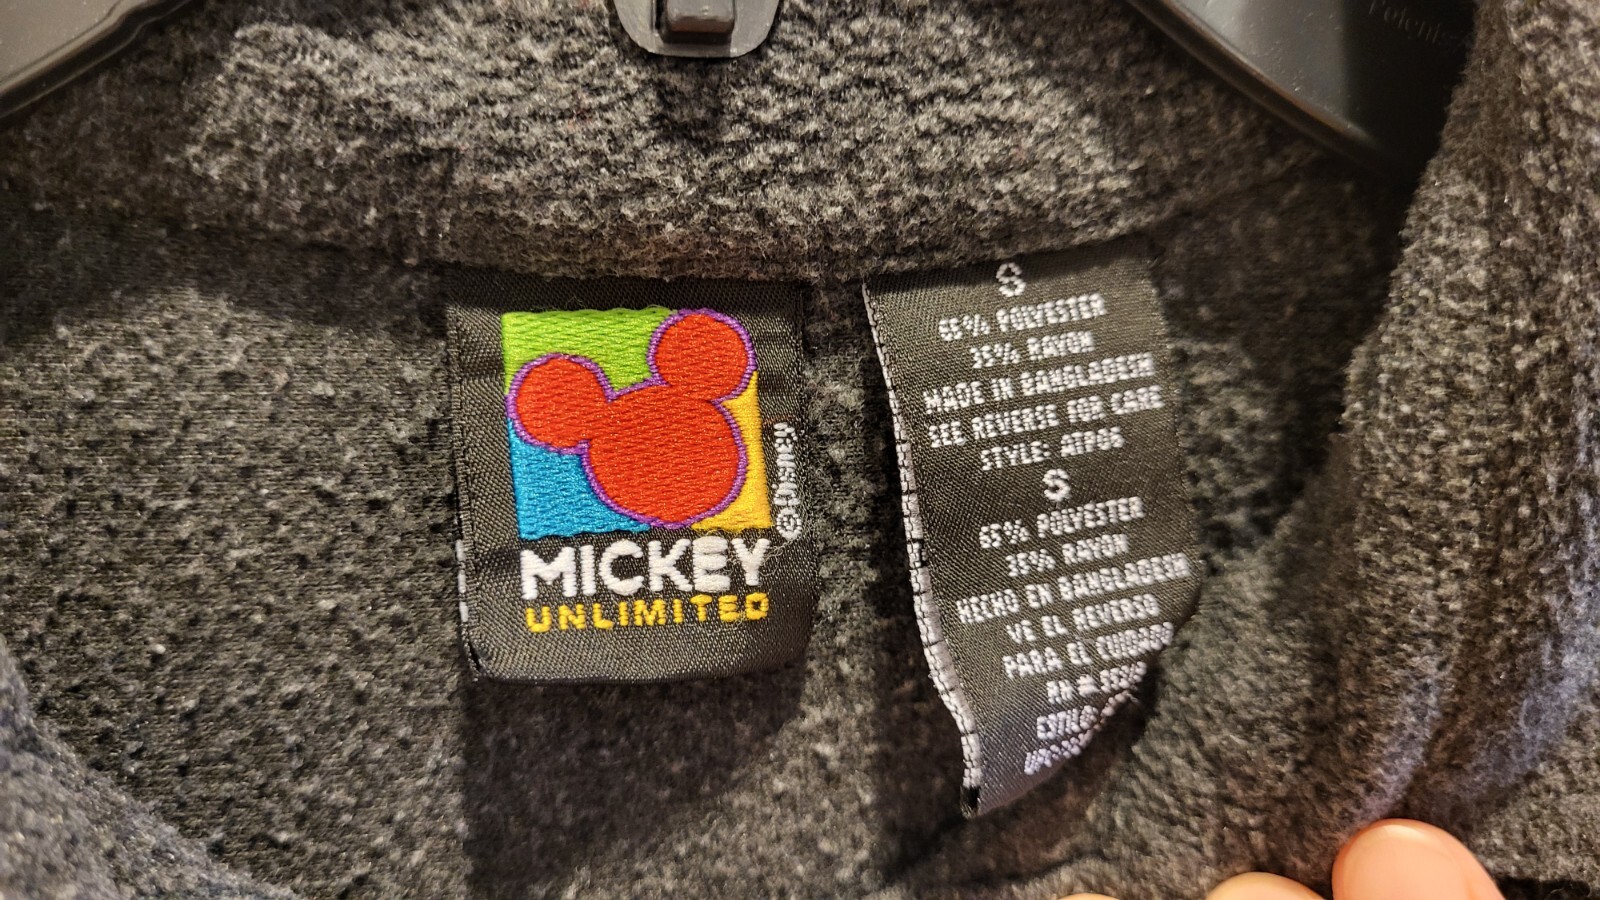 MICKEY
UNLIMITED
© DISNEY
S
65% POLYESTER
35% RAYON
MADE IN BANGLADESH
SEE REVERSE FOR CARE
STYLE:
S
65% POLYESTER
35% RAYON
HECHO EN BANGLADESH
VE EL REVERSO
PARA EL CUIDADO